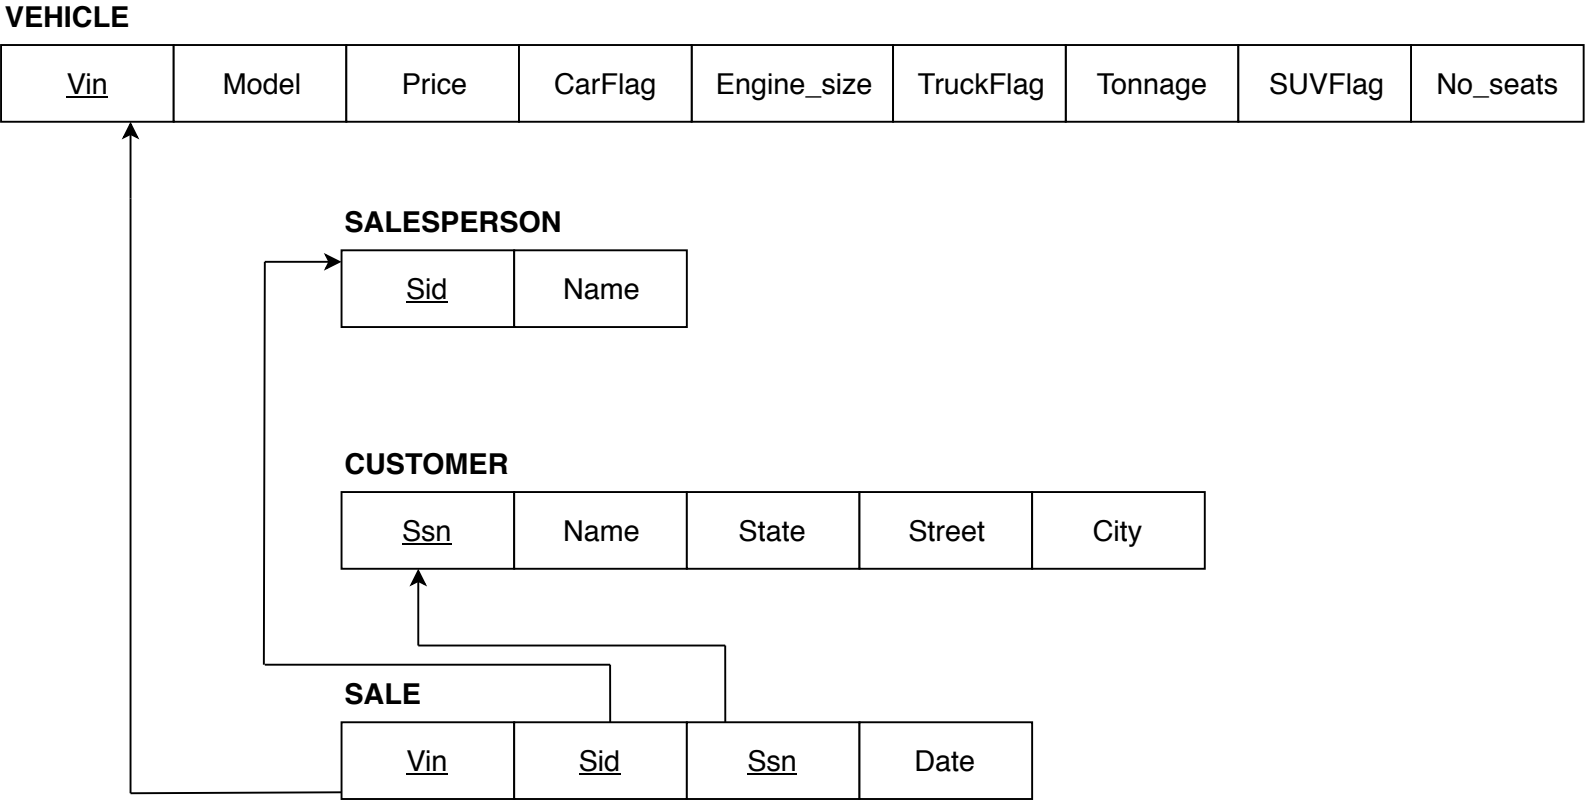 VEHICLE
Vin Model Price CarFlag Engine_size TruckFlag Tonnage SUVFlag No_seats
SALESPERSON
Sid Name
CUSTOMER
Ssn Name State Street City
SALE
Vin Sid Ssn Date